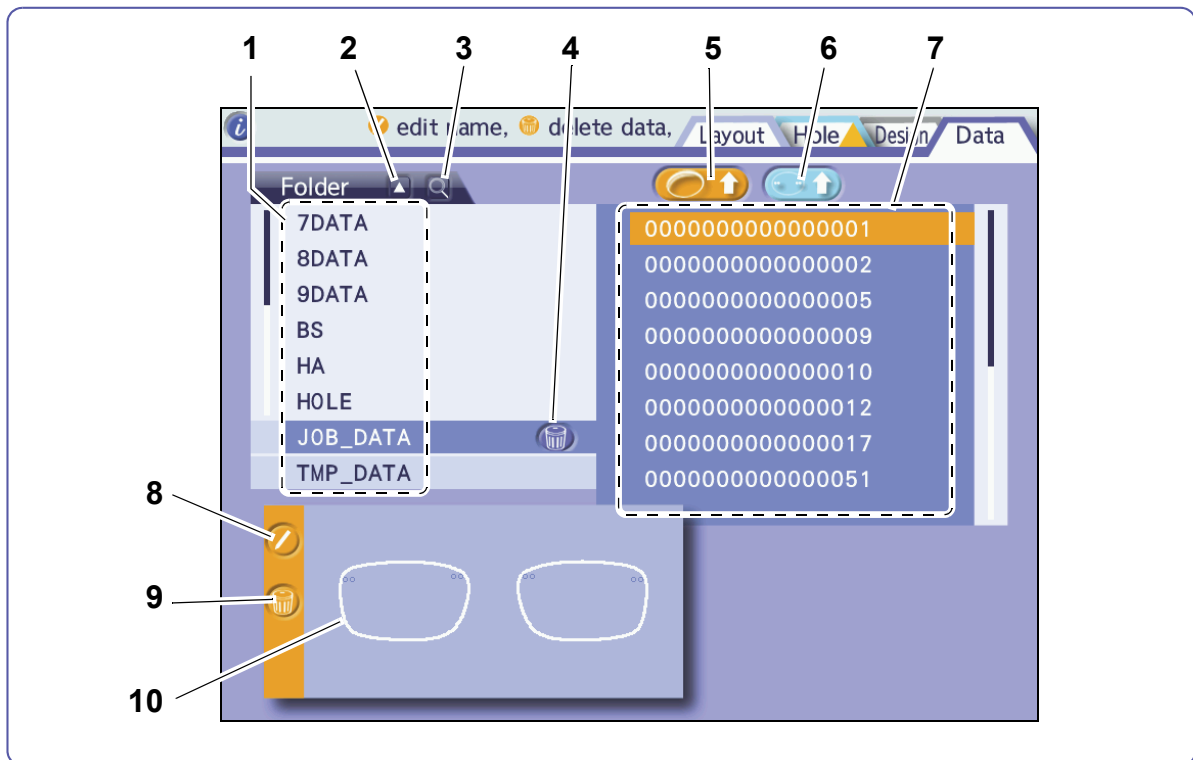 1 2 3 4 5 6 7
i edit name, delete data, Layout Hole Design Data
Folder
7DATA
8DATA
9DATA
BS
HA
HOLE
JOB_DATA
TMP_DATA
0000000000000001
0000000000000002
0000000000000005
0000000000000009
0000000000000010
0000000000000012
0000000000000017
0000000000000051
8
9
10